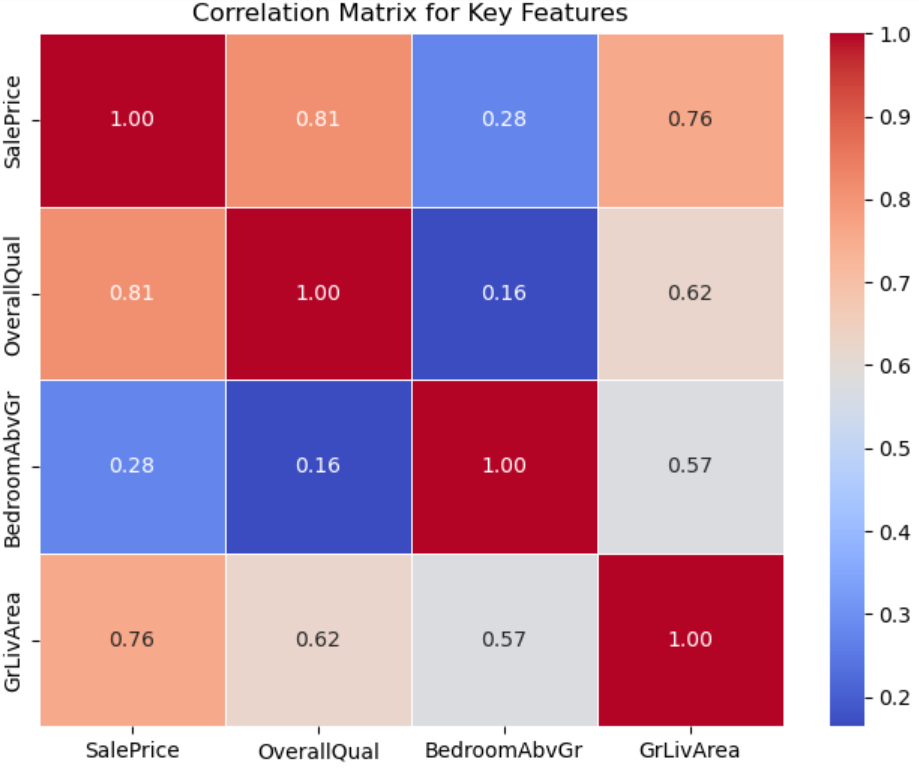 Correlation Matrix for Key Features
SalePrice 1.00 0.81 0.28 0.76
OverallQual 0.81 1.00 0.16 0.62
BedroomAbvGr 0.28 0.16 1.00 0.57
GrLivArea 0.76 0.62 0.57 1.00
SalePrice OverallQual BedroomAbvGr GrLivArea
1.0
0.9
0.8
0.7
0.6
0.5
0.4
0.3
0.2